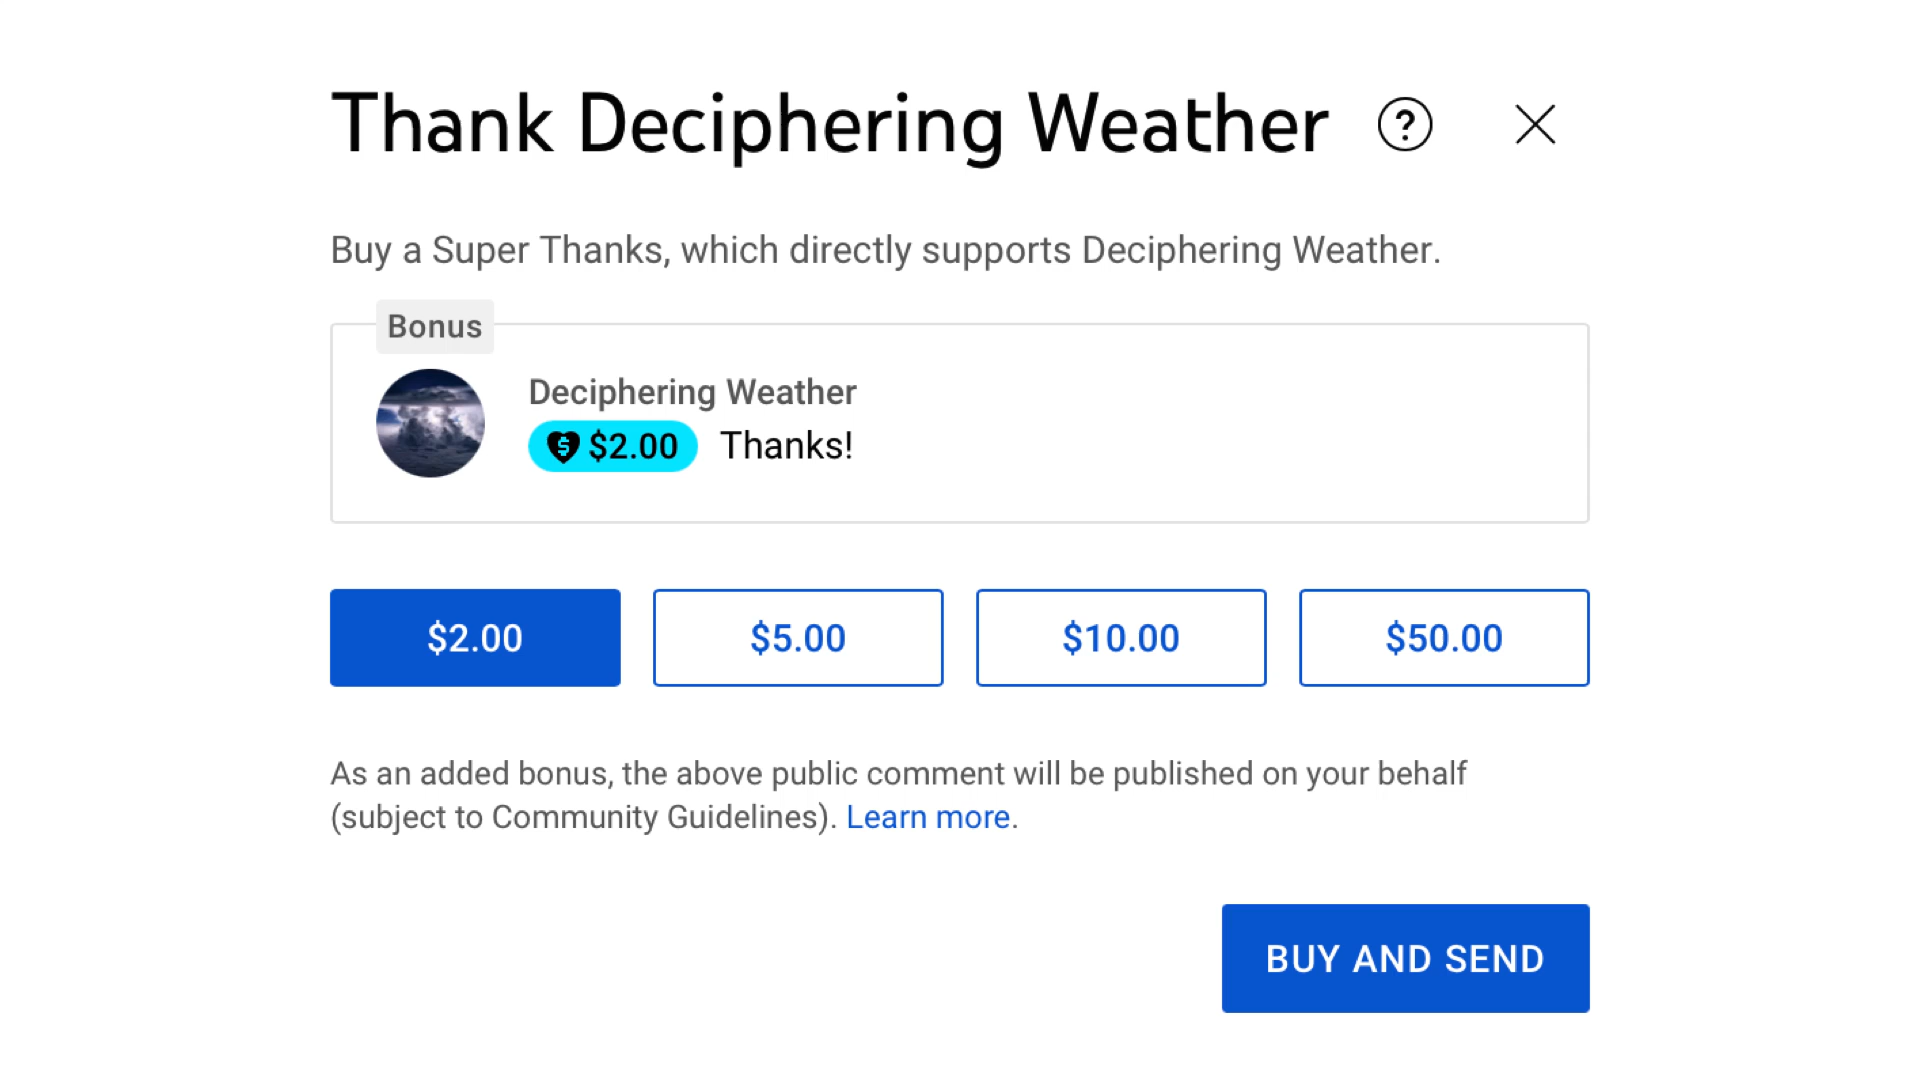 Thank Deciphering Weather ?
Buy a Super Thanks, which directly supports Deciphering Weather.
Bonus
Deciphering Weather
$ $2.00 Thanks!
$2.00 $5.00 $10.00 $50.00
As an added bonus, the above public comment will be published on your behalf
(subject to Community Guidelines). Learn more.
BUY AND SEND